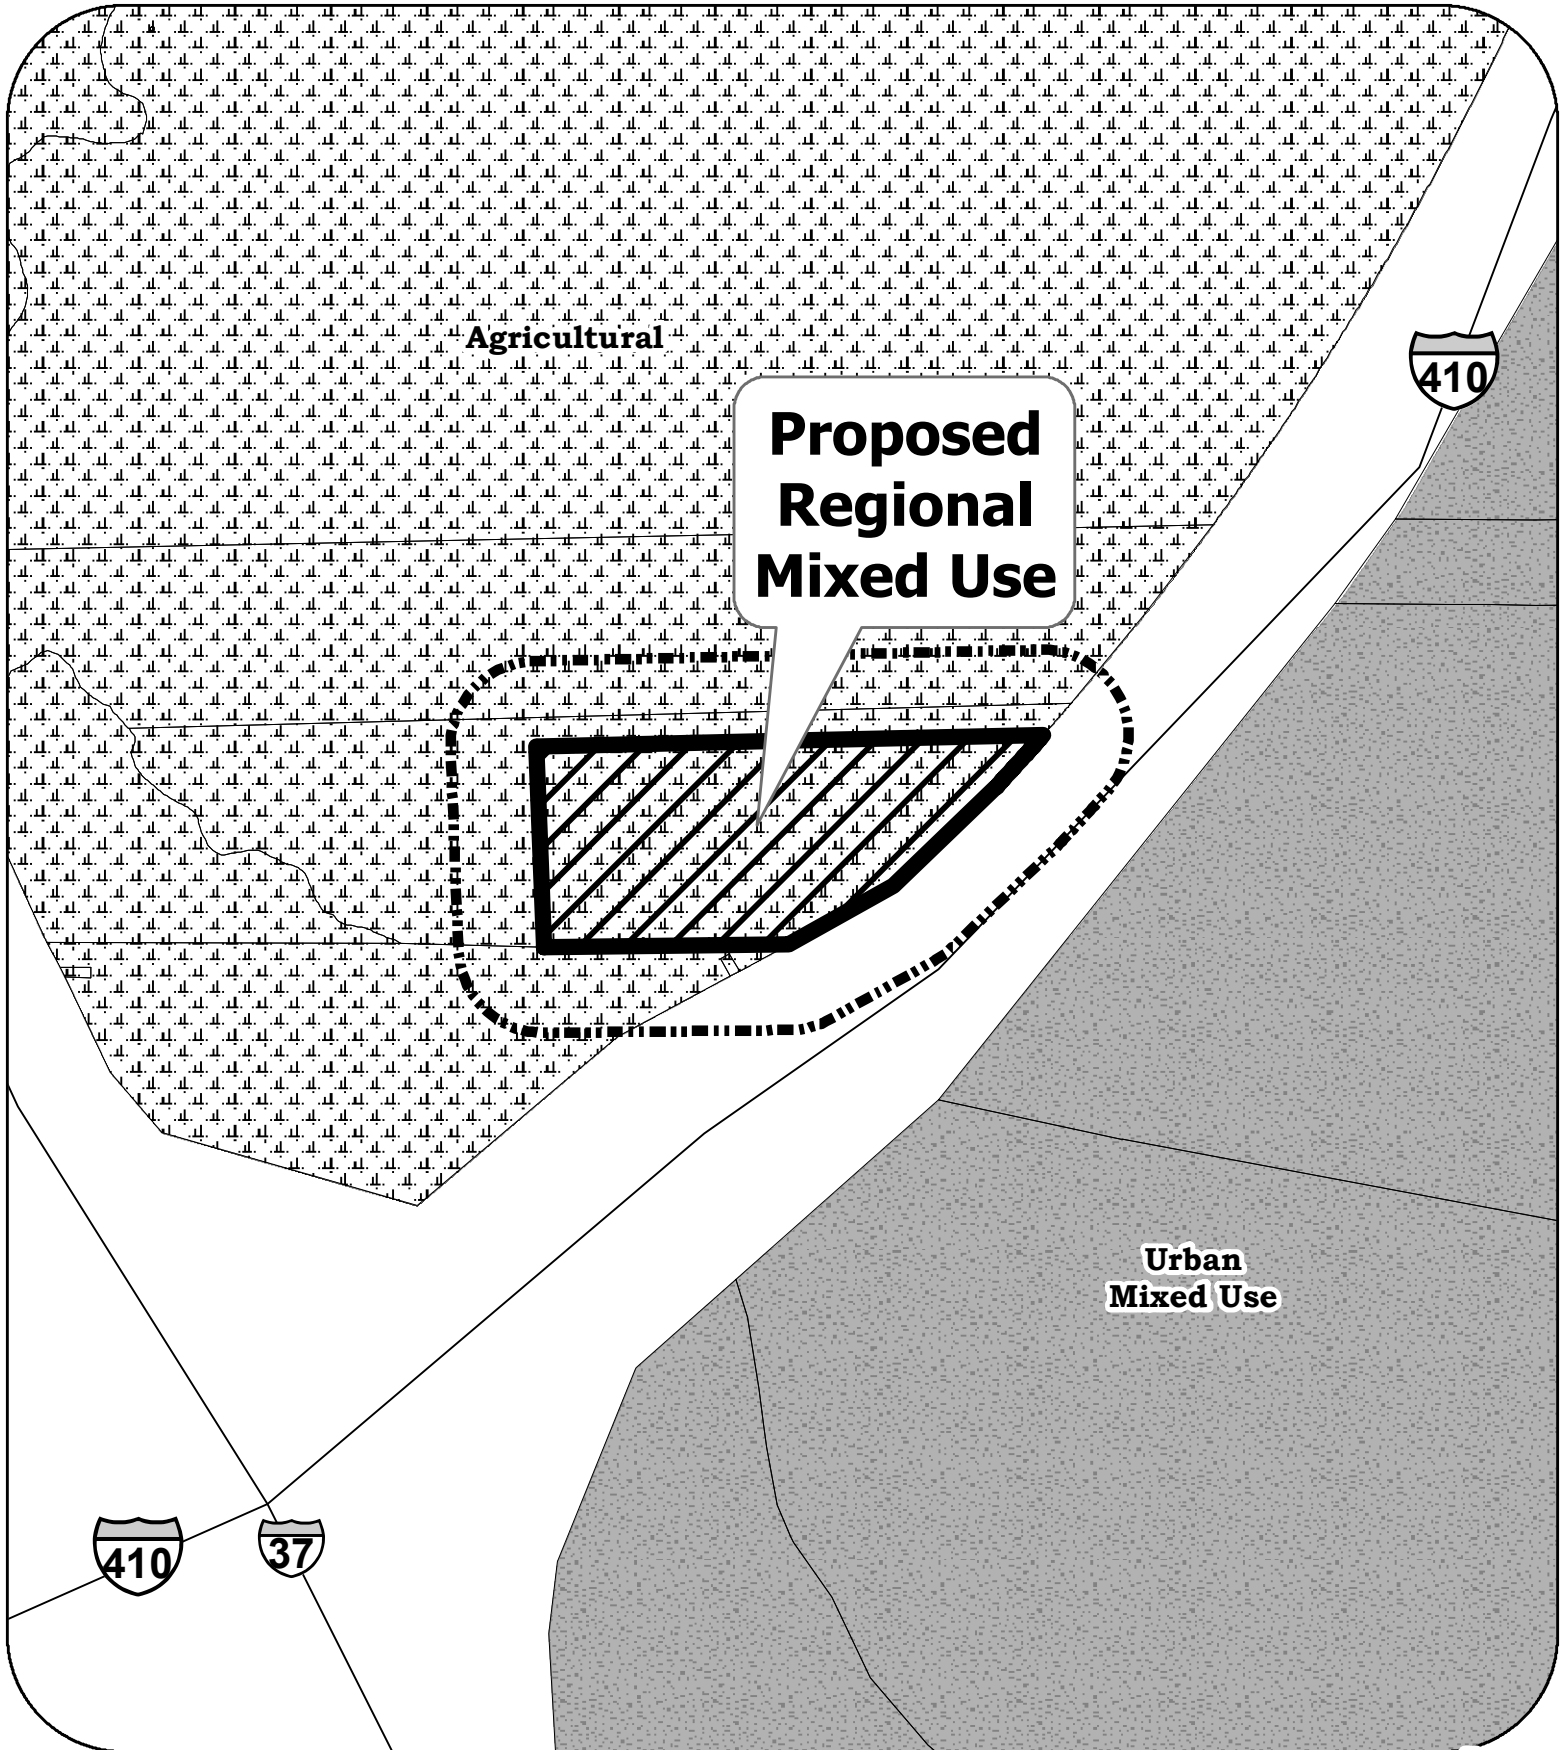 Agricultural
410
Proposed
Regional
Mixed Use
Urban
Mixed Use
410
37